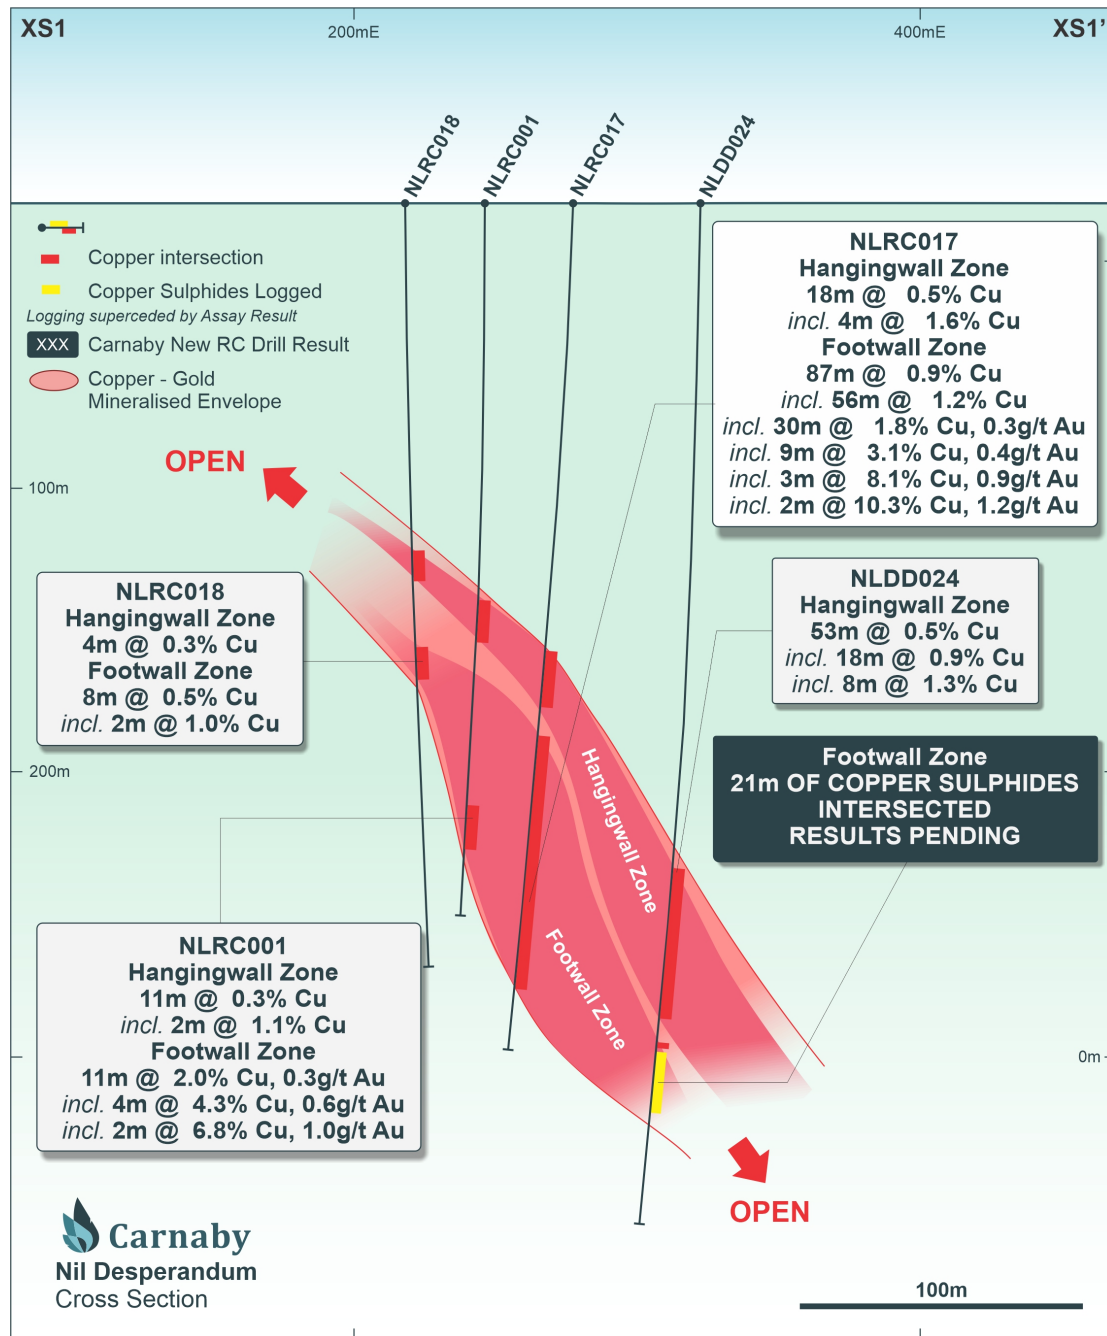 XS1
200mE
400mE
XS1’
NLRC018
NLRC001
NLRC017
NLDD024
Copper intersection
Copper Sulphides Logged
Logging superceded by Assay Result
XXX Carnaby New RC Drill Result
Copper - Gold
Mineralised Envelope
NLRC017
Hangingwall Zone
18m @ 0.5% Cu
incl. 4m @ 1.6% Cu
Footwall Zone
87m @ 0.9% Cu
incl. 56m @ 1.2% Cu
incl. 30m @ 1.8% Cu, 0.3g/t Au
incl. 9m @ 3.1% Cu, 0.4g/t Au
incl. 3m @ 8.1% Cu, 0.9g/t Au
incl. 2m @ 10.3% Cu, 1.2g/t Au
OPEN
100m
NLRC018
Hangingwall Zone
4m @ 0.3% Cu
Footwall Zone
8m @ 0.5% Cu
incl. 2m @ 1.0% Cu
NLDD024
Hangingwall Zone
53m @ 0.5% Cu
incl. 18m @ 0.9% Cu
incl. 8m @ 1.3% Cu
200m
Footwall Zone
21m OF COPPER SULPHIDES
INTERSECTED
RESULTS PENDING
Hangingwall Zone
Footwall Zone
NLRC001
Hangingwall Zone
11m @ 0.3% Cu
incl. 2m @ 1.1% Cu
Footwall Zone
11m @ 2.0% Cu, 0.3g/t Au
incl. 4m @ 4.3% Cu, 0.6g/t Au
incl. 2m @ 6.8% Cu, 1.0g/t Au
0m
OPEN
Carnaby
Nil Desperandum
Cross Section
100m